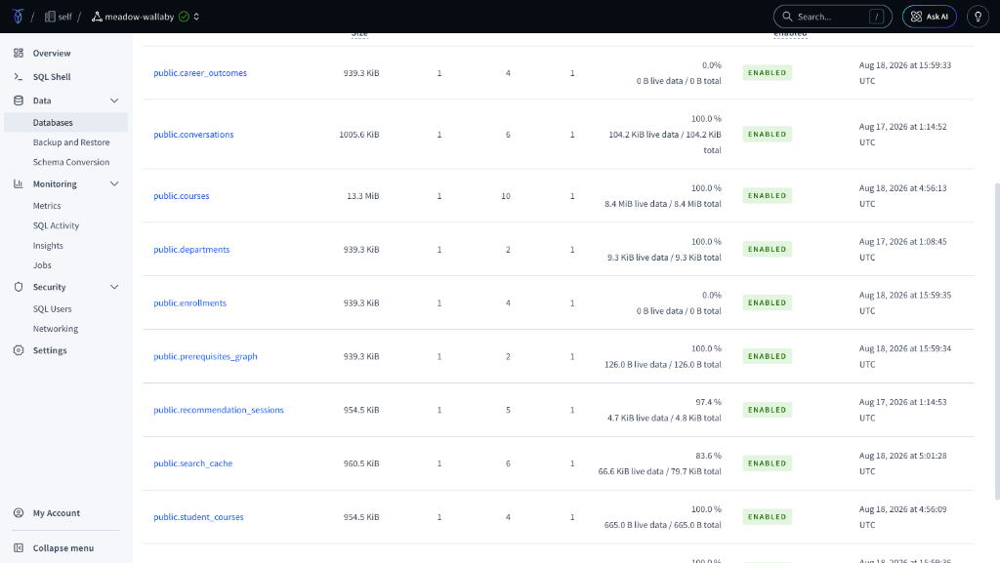 / self / meadow-wallaby
Search... /
Ask AI
Size
enabled
Overview
SQL Shell
Data
Databases
Backup and Restore
Schema Conversion
Monitoring
Metrics
SQL Activity
Insights
Jobs
Security
SQL Users
Networking
Settings
My Account
Collapse menu
public.career_outcomes 939.3 KiB 1 4 1 0.0% ENABLED Aug 18, 2026 at 15:59:33
0 B live data / 0 B total UTC
public.conversations 1005.6 KiB 1 6 1 100.0 % ENABLED Aug 17, 2026 at 1:14:52
104.2 KiB live data / 104.2 KiB UTC
total
public.courses 13.3 MiB 1 10 1 100.0 % ENABLED Aug 18, 2026 at 4:56:13
8.4 MiB live data / 8.4 MiB total UTC
public.departments 939.3 KiB 1 2 1 100.0 % ENABLED Aug 17, 2026 at 1:08:45
9.3 KiB live data / 9.3 KiB total UTC
public.enrollments 939.3 KiB 1 4 1 0.0% ENABLED Aug 18, 2026 at 15:59:35
0 B live data / 0 B total UTC
public.prerequisites_graph 939.3 KiB 1 2 1 100.0 % ENABLED Aug 18, 2026 at 15:59:34
126.0 B live data / 126.0 B total UTC
public.recommendation_sessions 954.5 KiB 1 5 1 97.4 % ENABLED Aug 17, 2026 at 1:14:53
4.7 KiB live data / 4.8 KiB total UTC
public.search_cache 960.5 KiB 1 6 1 83.6 % ENABLED Aug 18, 2026 at 5:01:28
66.6 KiB live data / 79.7 KiB total UTC
public.student_courses 954.5 KiB 1 4 1 100.0 % ENABLED Aug 18, 2026 at 4:56:09
665.0 B live data / 665.0 B total UTC
100.0 % Aug 18, 2026 at 15:59:36